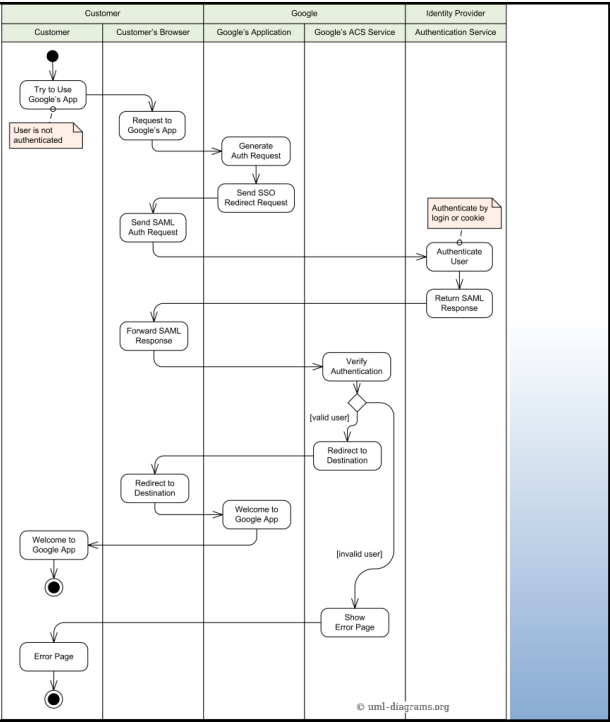 Customer
Google
Identity Provider
Customer
Customer's Browser
Google's Application
Google's ACS Service
Authentication Service
Try to Use
Google's App
User is not
authenticated
Request to
Google's App
Generate
Auth Request
Send SSO
Redirect Request
Send SAML
Auth Request
Authenticate by
login or cookie
Authenticate
User
Return SAML
Response
Forward SAML
Response
Verify
Authentication
[valid user]
Redirect to
Destination
Redirect to
Destination
Welcome to
Google App
Welcome to
Google App
[invalid user]
Show
Error Page
Error Page
© uml-diagrams.org